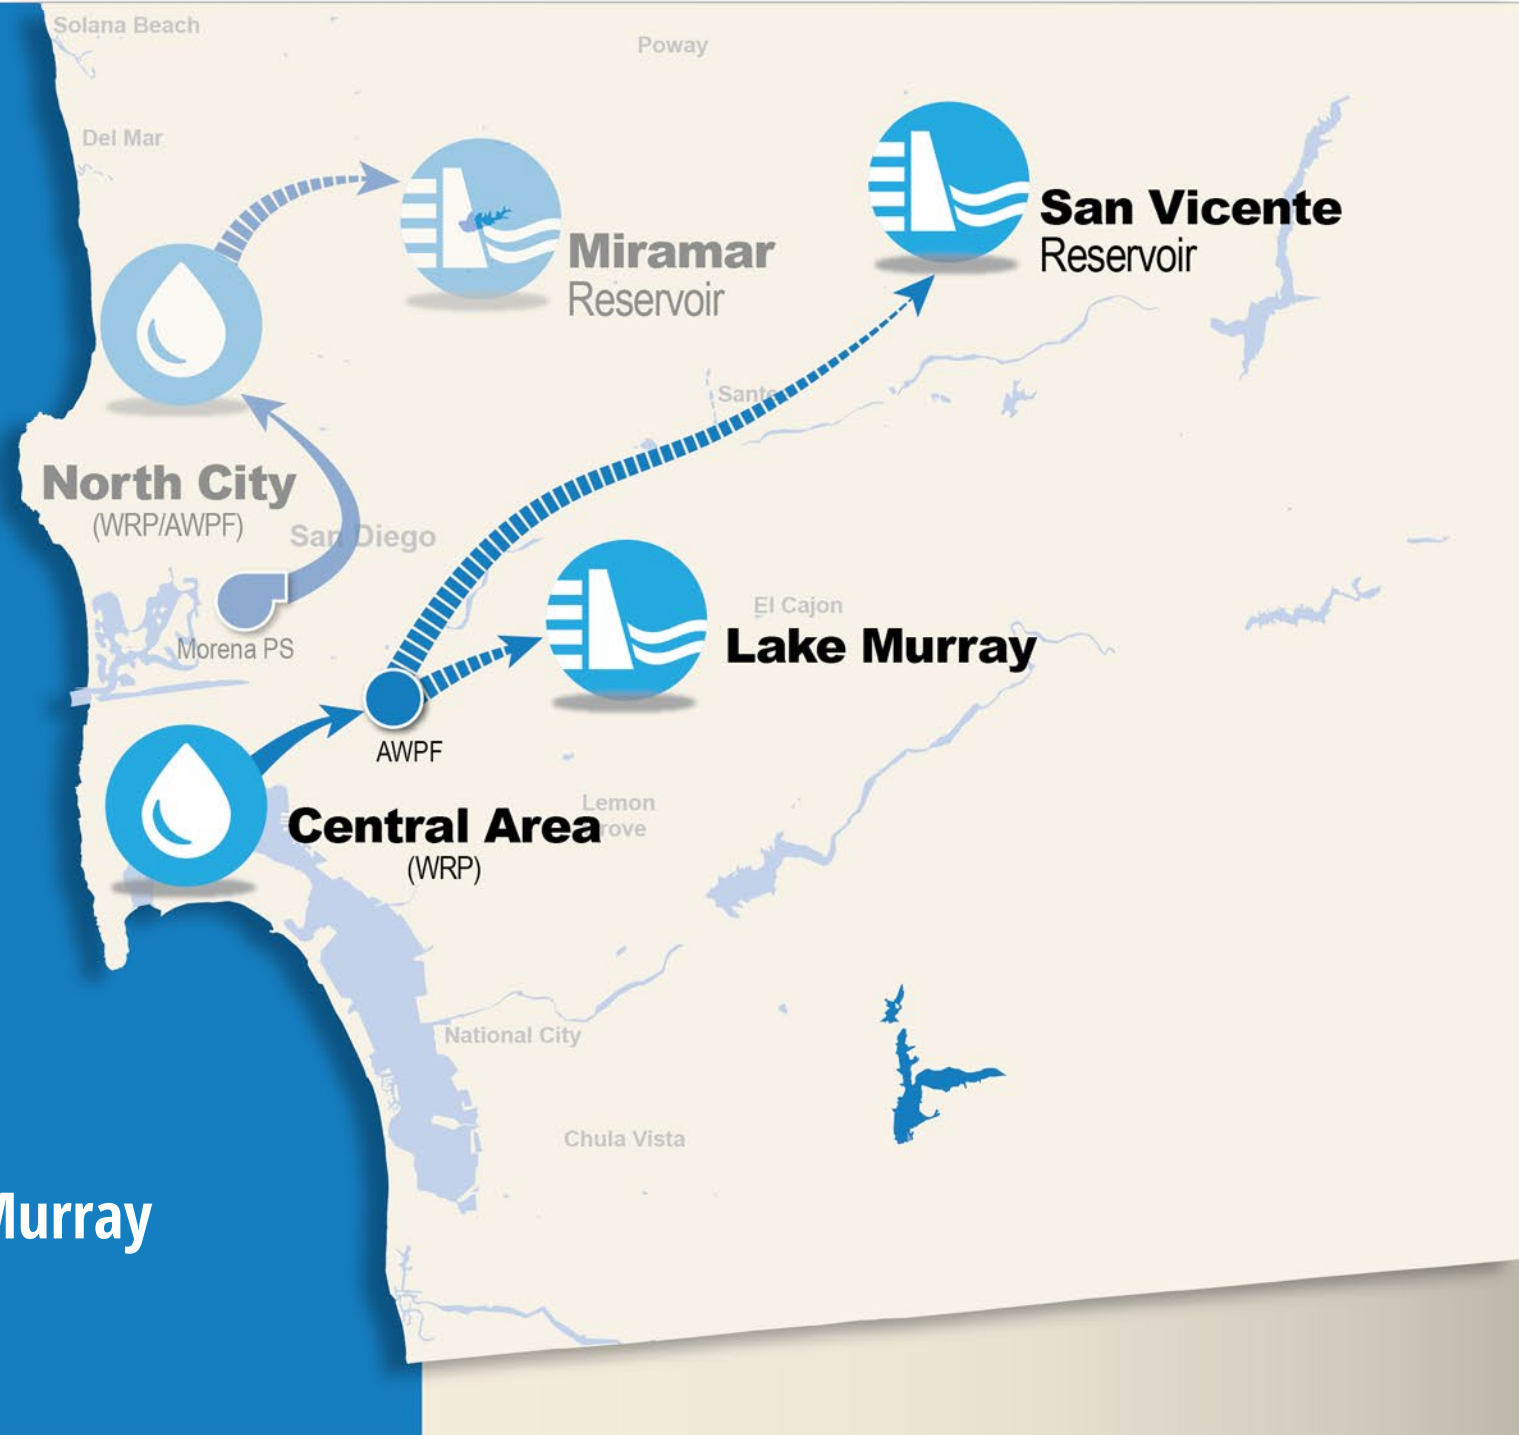 Solana Beach
Poway
Del Mar
San Vicente
Reservoir
Miramar
Reservoir
North City
(WRP/AWPF)
San Diego
El Cajon
Lake Murray
Morena PS
AWPF
Lemon
Central Area
(WRP)
National City
Chula Vista
Murray